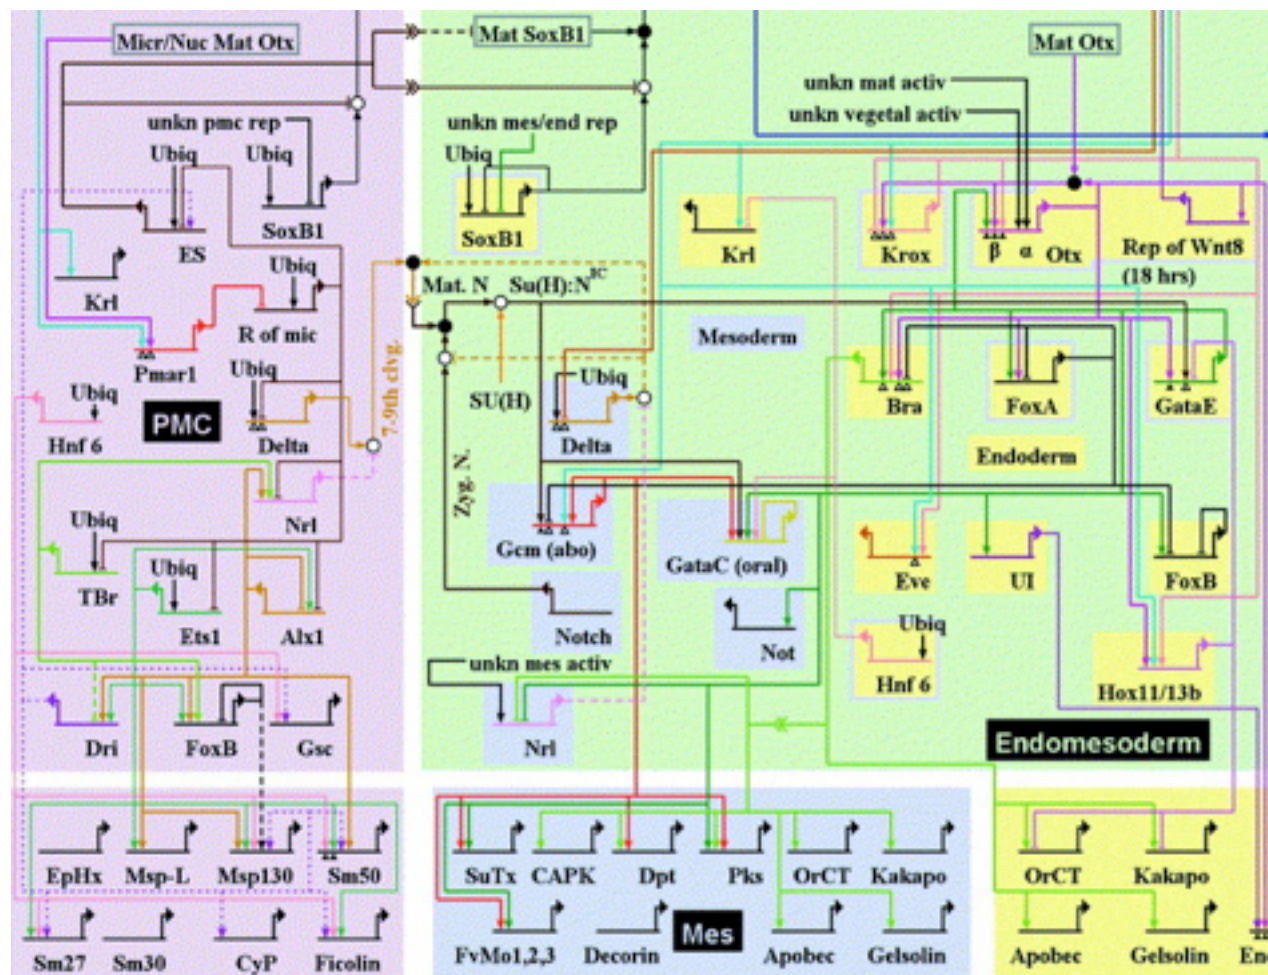 Micr/Nuc Mat Otx
Mat SoxB1
Mat Otx
unkn mat activ
unkn vegetal activ
unkn pmc rep
unkn mes/end rep
Ubiq
Ubiq
Ubiq
ES
SoxB1
SoxB1
Krl
Krox
β
α
Otx
Rep of Wnt8
(18 hrs)
Ubiq
Krl
R of mic
Mat. N
Su(H):N
IC
Pmar1
Mesoderm
Ubiq
Ubiq
Ubiq
7-9th clvg.
SU(H)
Bra
FoxA
GataE
PMC
Hnf 6
Delta
Delta
Endoderm
Zyg. N.
Nrl
Ubiq
Gcm (abo)
GataC (oral)
Eve
UI
FoxB
TBr
Ubiq
Ets1
Alx1
Notch
Not
Ubiq
Hnf 6
Hox11/13b
unkn mes activ
Dri
FoxB
Gsc
Nrl
Endomesoderm
EpHx
Msp-L
Msp130
Sm50
SuTx
CAPK
Dpt
Pks
OrCT
Kakapo
OrCT
Kakapo
Sm27
Sm30
CyP
Ficolin
FvMo1,2,3
Decorin
Mes
Apobec
Gelsolin
Apobec
Gelsolin